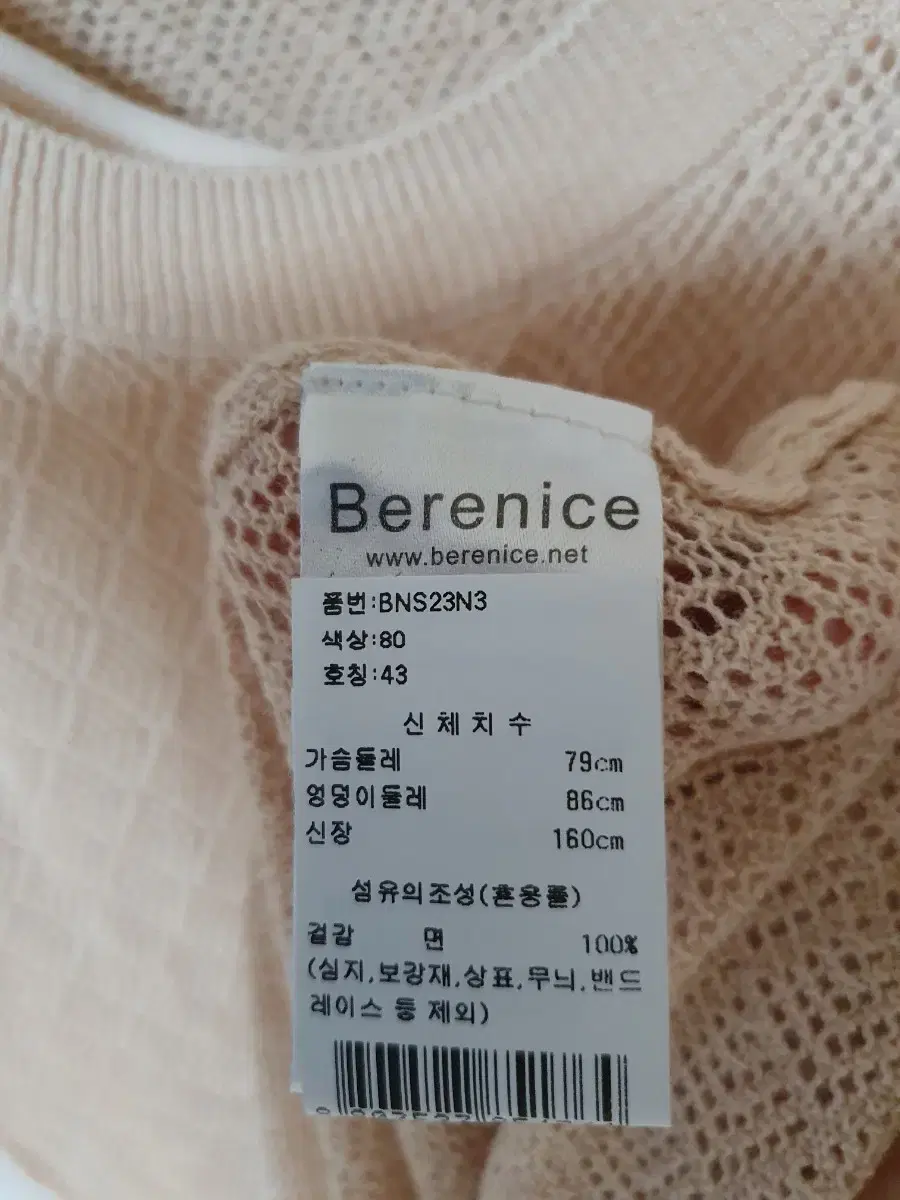 Berenice
www.berenice.net
품번:BNS23N3
색상:80
호칭:43
신체치수
가슴둘레 79cm
엉덩이둘레 86cm
신장 160cm
섬유의조성(혼용률)
겉감 면 100%
(심지,보강재,상표,무늬,밴드
레이스 등 제외)